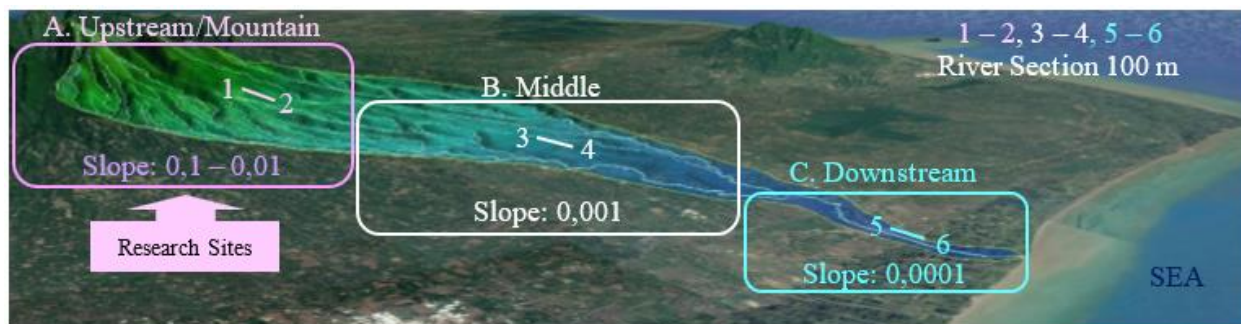 A. Upstream/Mountain
1 – 2, 3 – 4, 5 – 6
River Section 100 m
1
2
B. Middle
3
4
Slope: 0,1 – 0,01
C. Downstream
Slope: 0,001
5
6
Research Sites
Slope: 0,0001
SEA